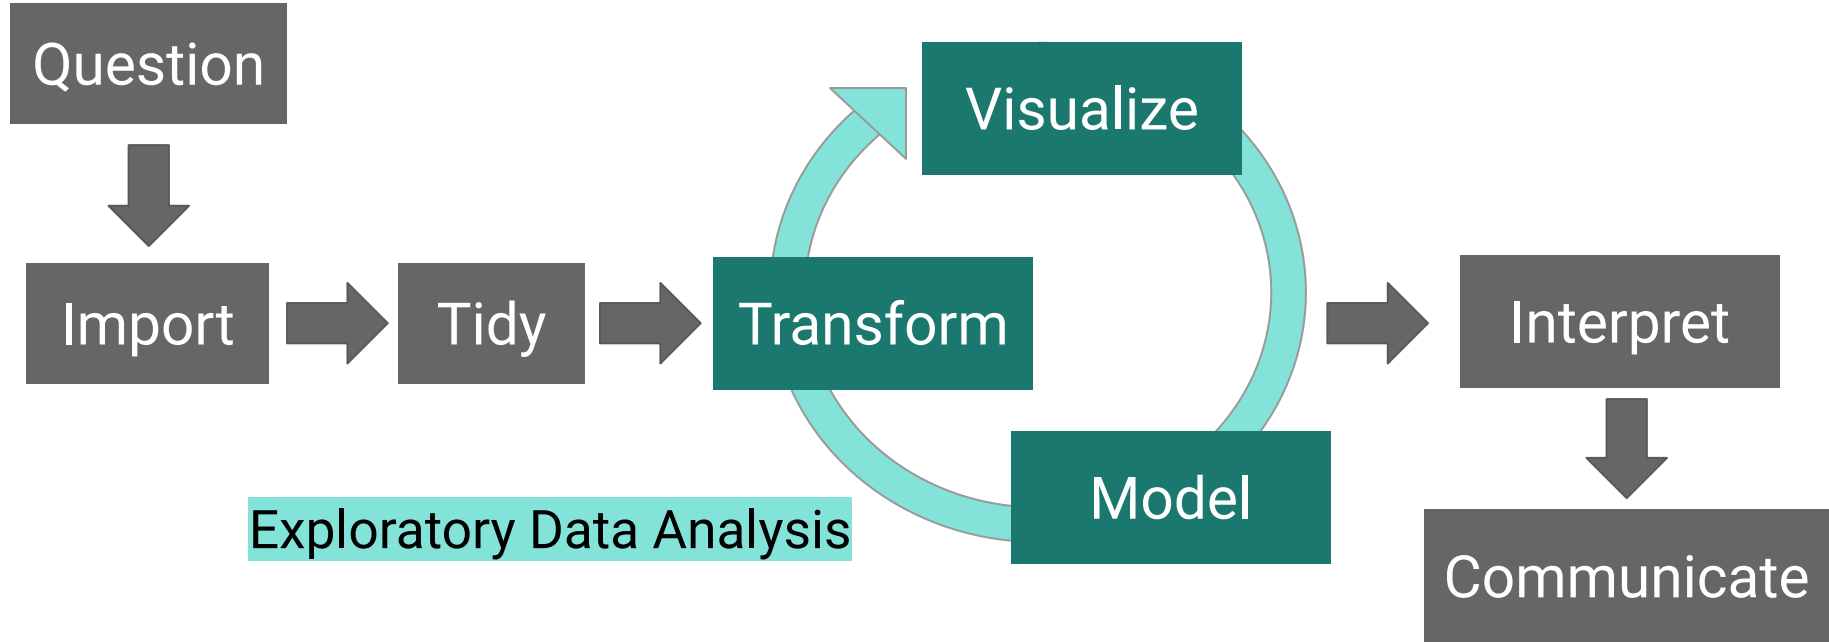 Question
Import
Tidy
Transform
Visualize
Model
Exploratory Data Analysis
Interpret
Communicate